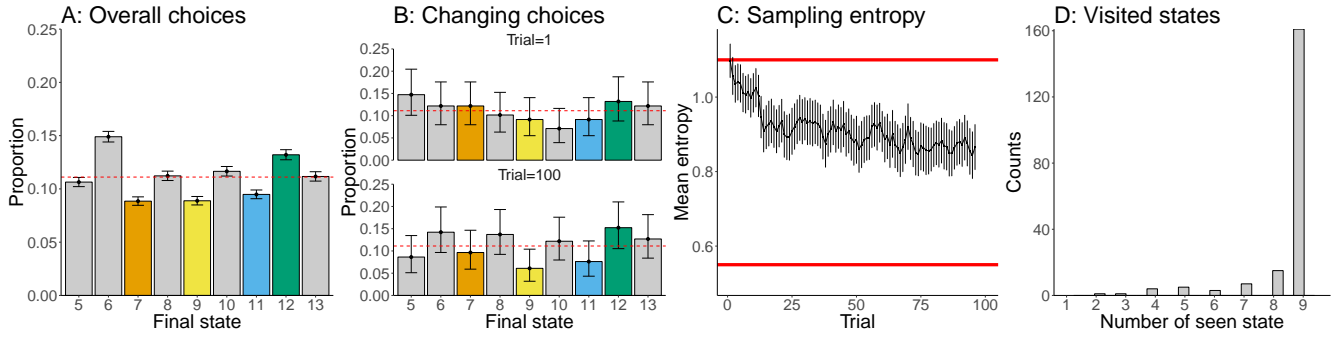 A: Overall choices
Proportion
0.25
0.20
0.15
0.10
0.05
0.00
5 6 7 8 9 10 11 12 13
Final state
B: Changing choices
Proportion
Trial=1
0.25
0.20
0.15
0.10
0.05
0.00
Trial=100
0.25
0.20
0.15
0.10
0.05
0.00
5 6 7 8 9 10 11 12 13
Final state
C: Sampling entropy
Mean entropy
1.0
0.8
0.6
0 25 50 75 100
Trial
D: Visited states
Counts
160
120
80
40
0
1 2 3 4 5 6 7 8 9
Number of seen state